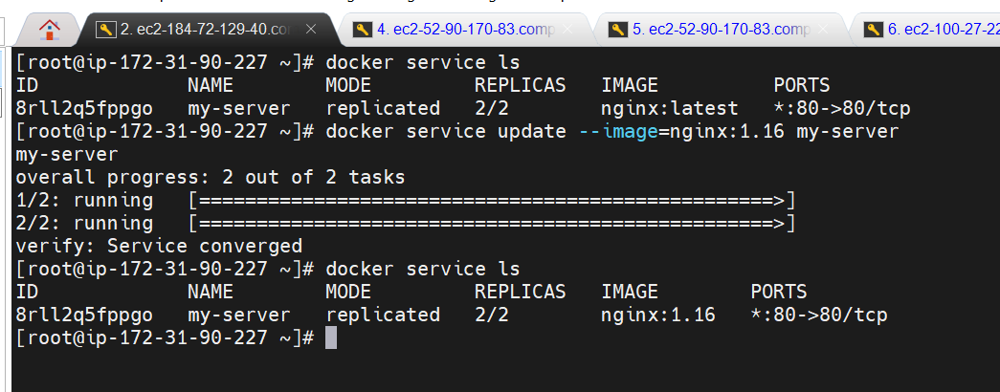 2. ec2-184-72-129-40.co
4. ec2-52-90-170-83.comp
5. ec2-52-90-170-83.comp
6. ec2-100-27-22
[root@ip-172-31-90-227 ~]# docker service ls
ID NAME MODE REPLICAS IMAGE PORTS
8rll2q5fppgo my-server replicated 2/2 nginx:latest *:80->80/tcp
[root@ip-172-31-90-227 ~]# docker service update --image=nginx:1.16 my-server
my-server
overall progress: 2 out of 2 tasks
1/2: running [==================================================>]
2/2: running [==================================================>]
verify: Service converged
[root@ip-172-31-90-227 ~]# docker service ls
ID NAME MODE REPLICAS IMAGE PORTS
8rll2q5fppgo my-server replicated 2/2 nginx:1.16 *:80->80/tcp
[root@ip-172-31-90-227 ~]#